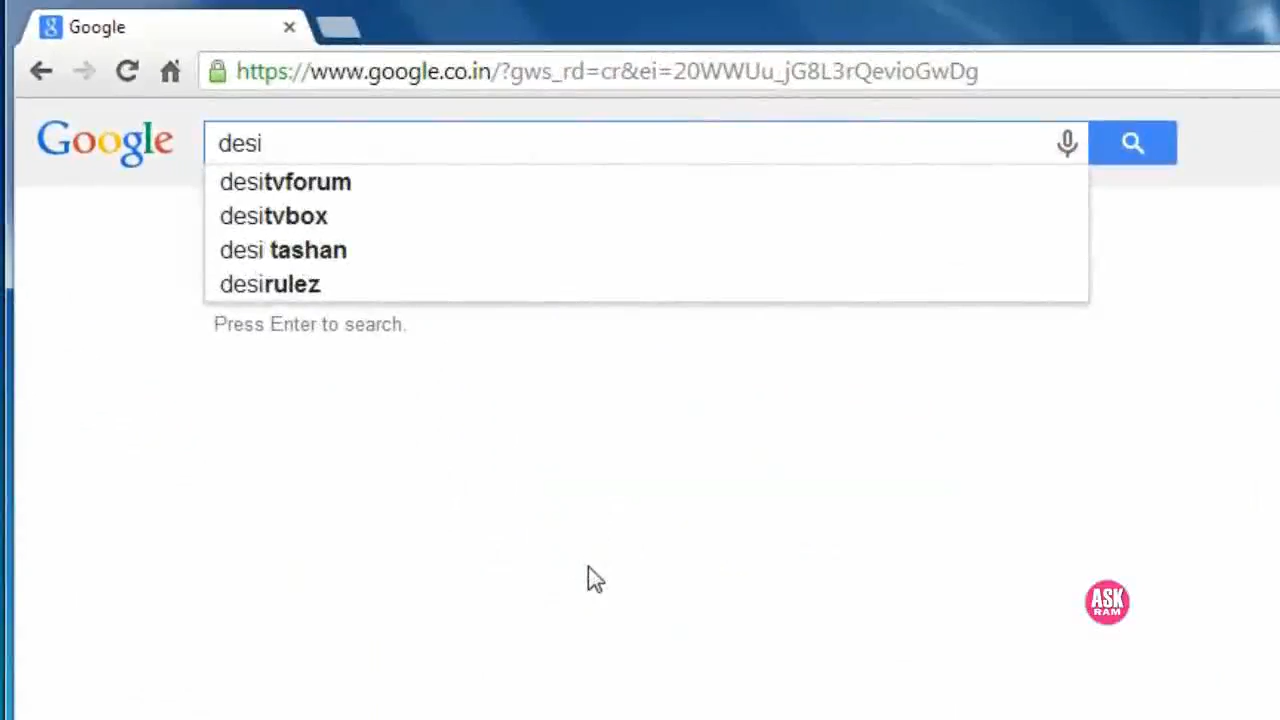 Google
https://www.google.co.in/?gws_rd=cr&ei=20WWUu_jG8L3rQevioGwDg
Google
desi
desitvforum
desitvbox
desi tashan
desirulez
Press Enter to search.
ASK
RAM